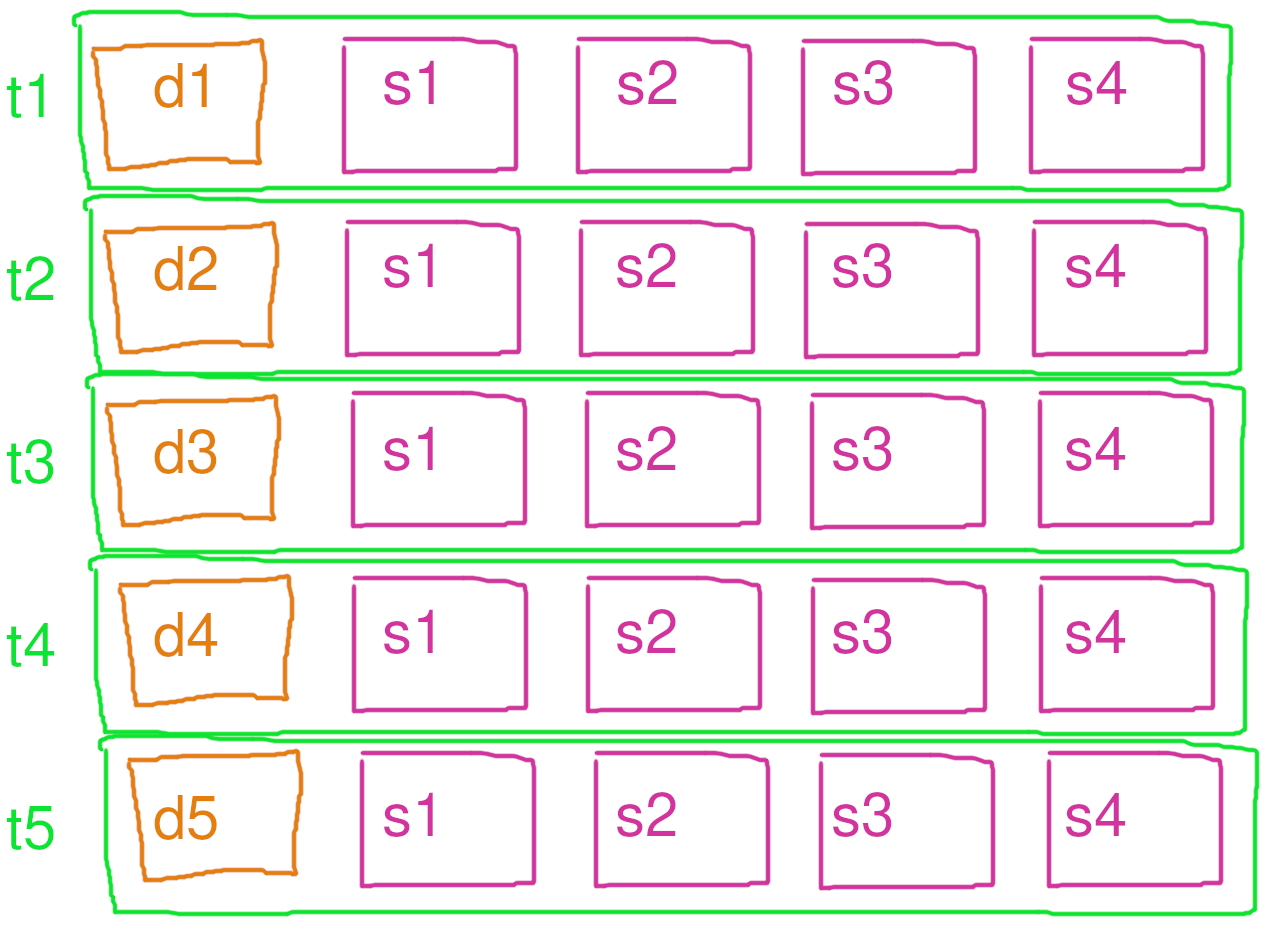 t1 d1 s1 s2 s3 s4
t2 d2 s1 s2 s3 s4
t3 d3 s1 s2 s3 s4
t4 d4 s1 s2 s3 s4
t5 d5 s1 s2 s3 s4